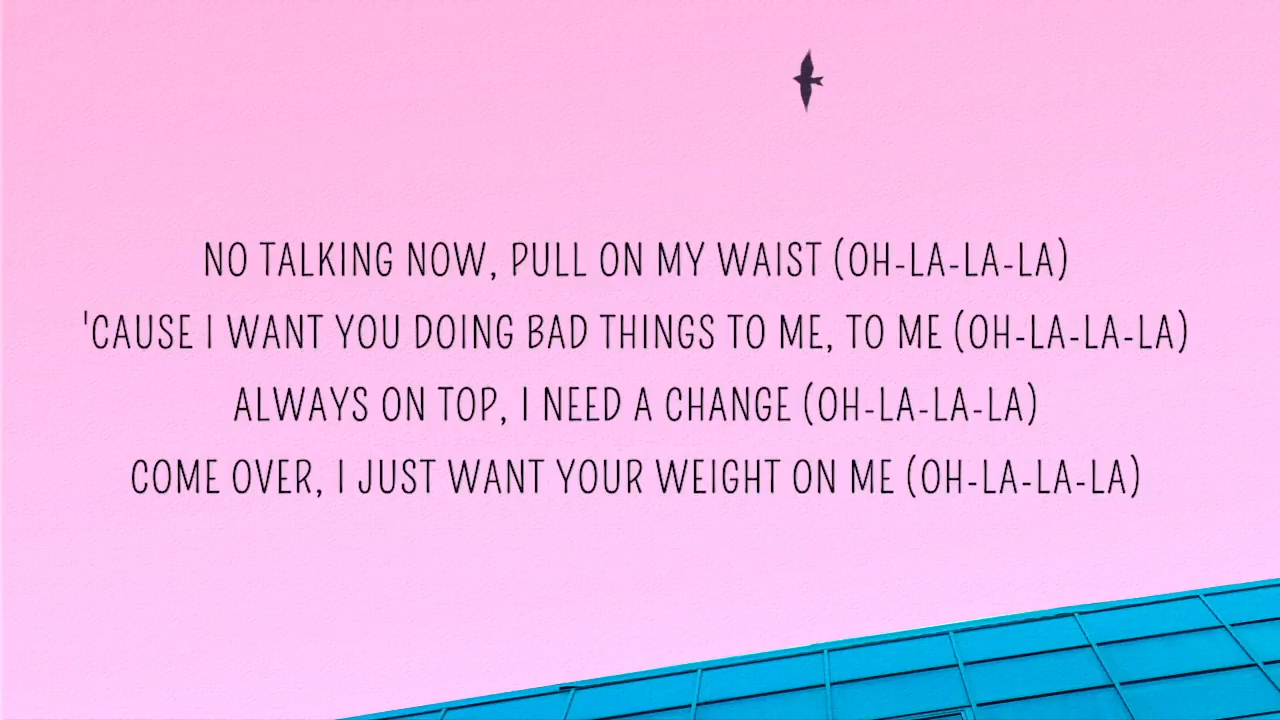 NO TALKING NOW, PULL ON MY WAIST (OH-LA-LA-LA)
'CAUSE I WANT YOU DOING BAD THINGS TO ME, TO ME (OH-LA-LA-LA)
ALWAYS ON TOP, I NEED A CHANGE (OH-LA-LA-LA)
COME OVER, I JUST WANT YOUR WEIGHT ON ME (OH-LA-LA-LA)